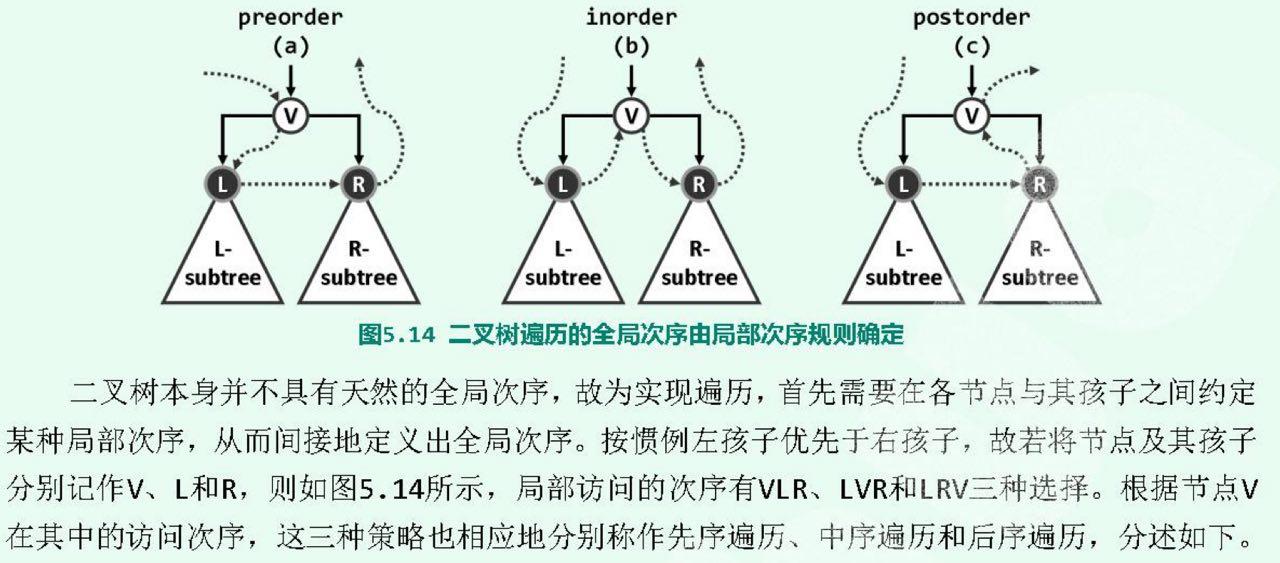 preorder inorder postorder
(a) (b) (c)
V V V
L R L R L R
L- R- L- R- L- R-
subtree subtree subtree subtree subtree subtree
图5.14 二叉树遍历的全局次序由局部次序规则确定
二叉树本身并不具有天然的全局次序，故为实现遍历，首先需要在各节点与其孩子之间约定
某种局部次序，从而间接地定义出全局次序。按惯例左孩子优先于右孩子，故若将节点及其孩子
分别记作V、L和R，则如图5.14所示，局部访问的次序有VLR、LVR和LRV三种选择。根据节点V
在其中的访问次序，这三种策略也相应地分别称作先序遍历、中序遍历和后序遍历，分述如下。